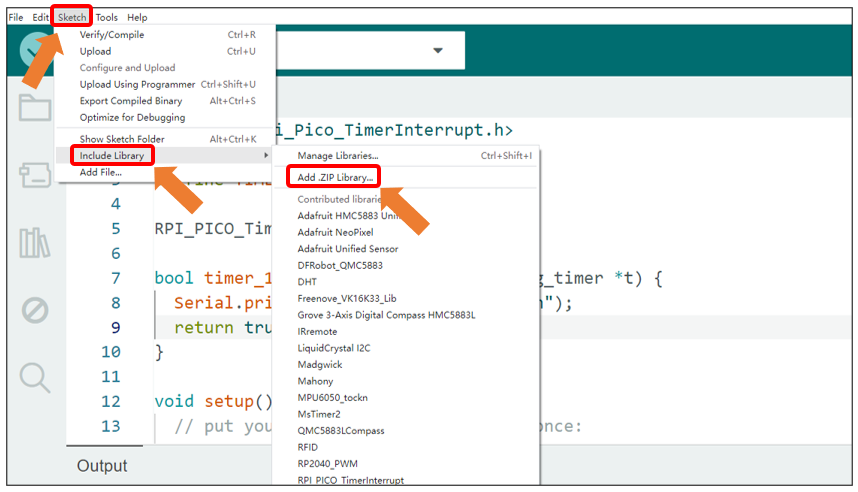 File Edit Sketch Tools Help
Verify/Compile Ctrl+R
Upload Ctrl+U
Configure and Upload
Upload Using Programmer Ctrl+Shift+U
Export Compiled Binary Alt+Ctrl+S
Optimize for Debugging
Show Sketch Folder Alt+Ctrl+K
Include Library
Add File...
i_Pico_TimerInterrupt.h>
Manage Libraries... Ctrl+Shift+I
Add .ZIP Library...
Contributed librarie
Adafruit HMC5883 Unif
Adafruit NeoPixel
Adafruit Unified Sensor
DFRobot_QMC5883
DHT
Freenove_VK16K33_Lib
Grove 3-Axis Digital Compass HMC5883L
IRremote
LiquidCrystal I2C
Madgwick
Mahony
MPU6050_tockn
MsTimer2
QMC5883LCompass
RFID
RP2040_PWM
RPI_PICO_TimerInterrupt
3
4
5 RPI_PICO_Tim
6
7 bool timer_1 g_timer *t) {
8 Serial.pri n");
9 return tru
10 }
11
12 void setup()
13 // put you once:
Output